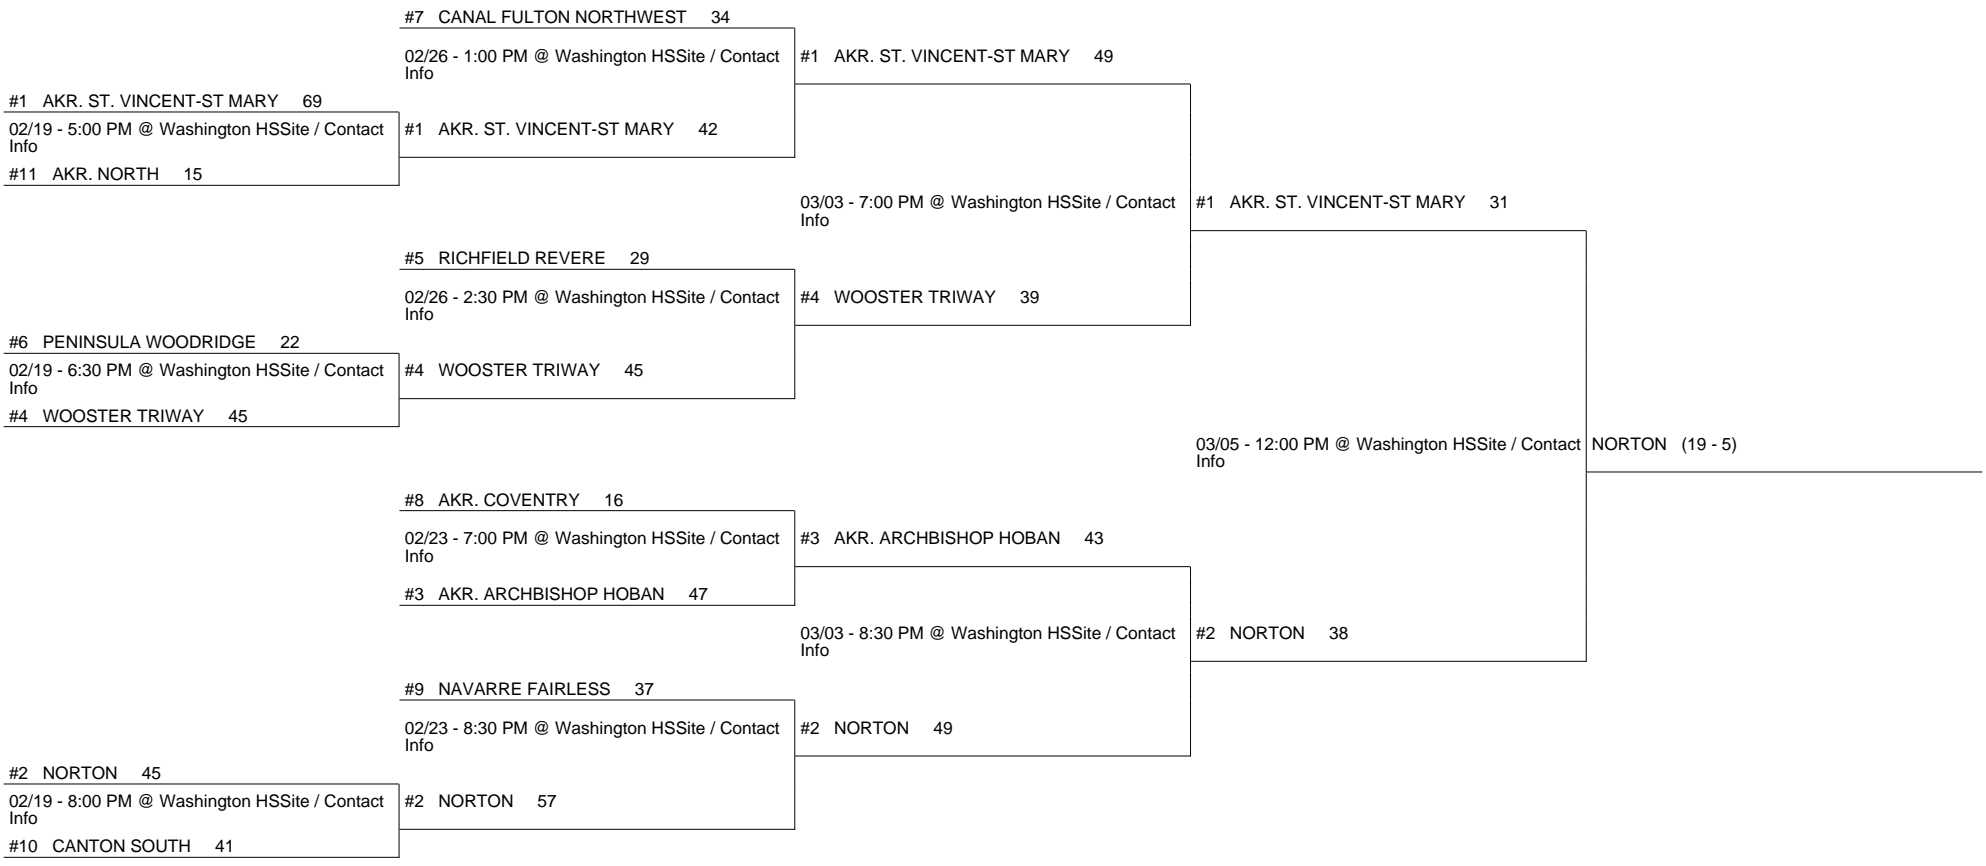 #7 CANAL FULTON NORTHWEST 34
02/26 - 1:00 PM @ Washington HSSite / Contact
Info
#1 AKR. ST. VINCENT-ST MARY 49
#1 AKR. ST. VINCENT-ST MARY 69
02/19 - 5:00 PM @ Washington HSSite / Contact
Info
#1 AKR. ST. VINCENT-ST MARY 42
#11 AKR. NORTH 15
03/03 - 7:00 PM @ Washington HSSite / Contact
Info
#1 AKR. ST. VINCENT-ST MARY 31
#5 RICHFIELD REVERE 29
02/26 - 2:30 PM @ Washington HSSite / Contact
Info
#4 WOOSTER TRIWAY 39
#6 PENINSULA WOODRIDGE 22
02/19 - 6:30 PM @ Washington HSSite / Contact
Info
#4 WOOSTER TRIWAY 45
#4 WOOSTER TRIWAY 45
03/05 - 12:00 PM @ Washington HSSite / Contact
Info
NORTON (19 - 5)
#8 AKR. COVENTRY 16
02/23 - 7:00 PM @ Washington HSSite / Contact
Info
#3 AKR. ARCHBISHOP HOBAN 43
#3 AKR. ARCHBISHOP HOBAN 47
03/03 - 8:30 PM @ Washington HSSite / Contact
Info
#2 NORTON 38
#9 NAVARRE FAIRLESS 37
02/23 - 8:30 PM @ Washington HSSite / Contact
Info
#2 NORTON 49
#2 NORTON 45
02/19 - 8:00 PM @ Washington HSSite / Contact
Info
#2 NORTON 57
#10 CANTON SOUTH 41